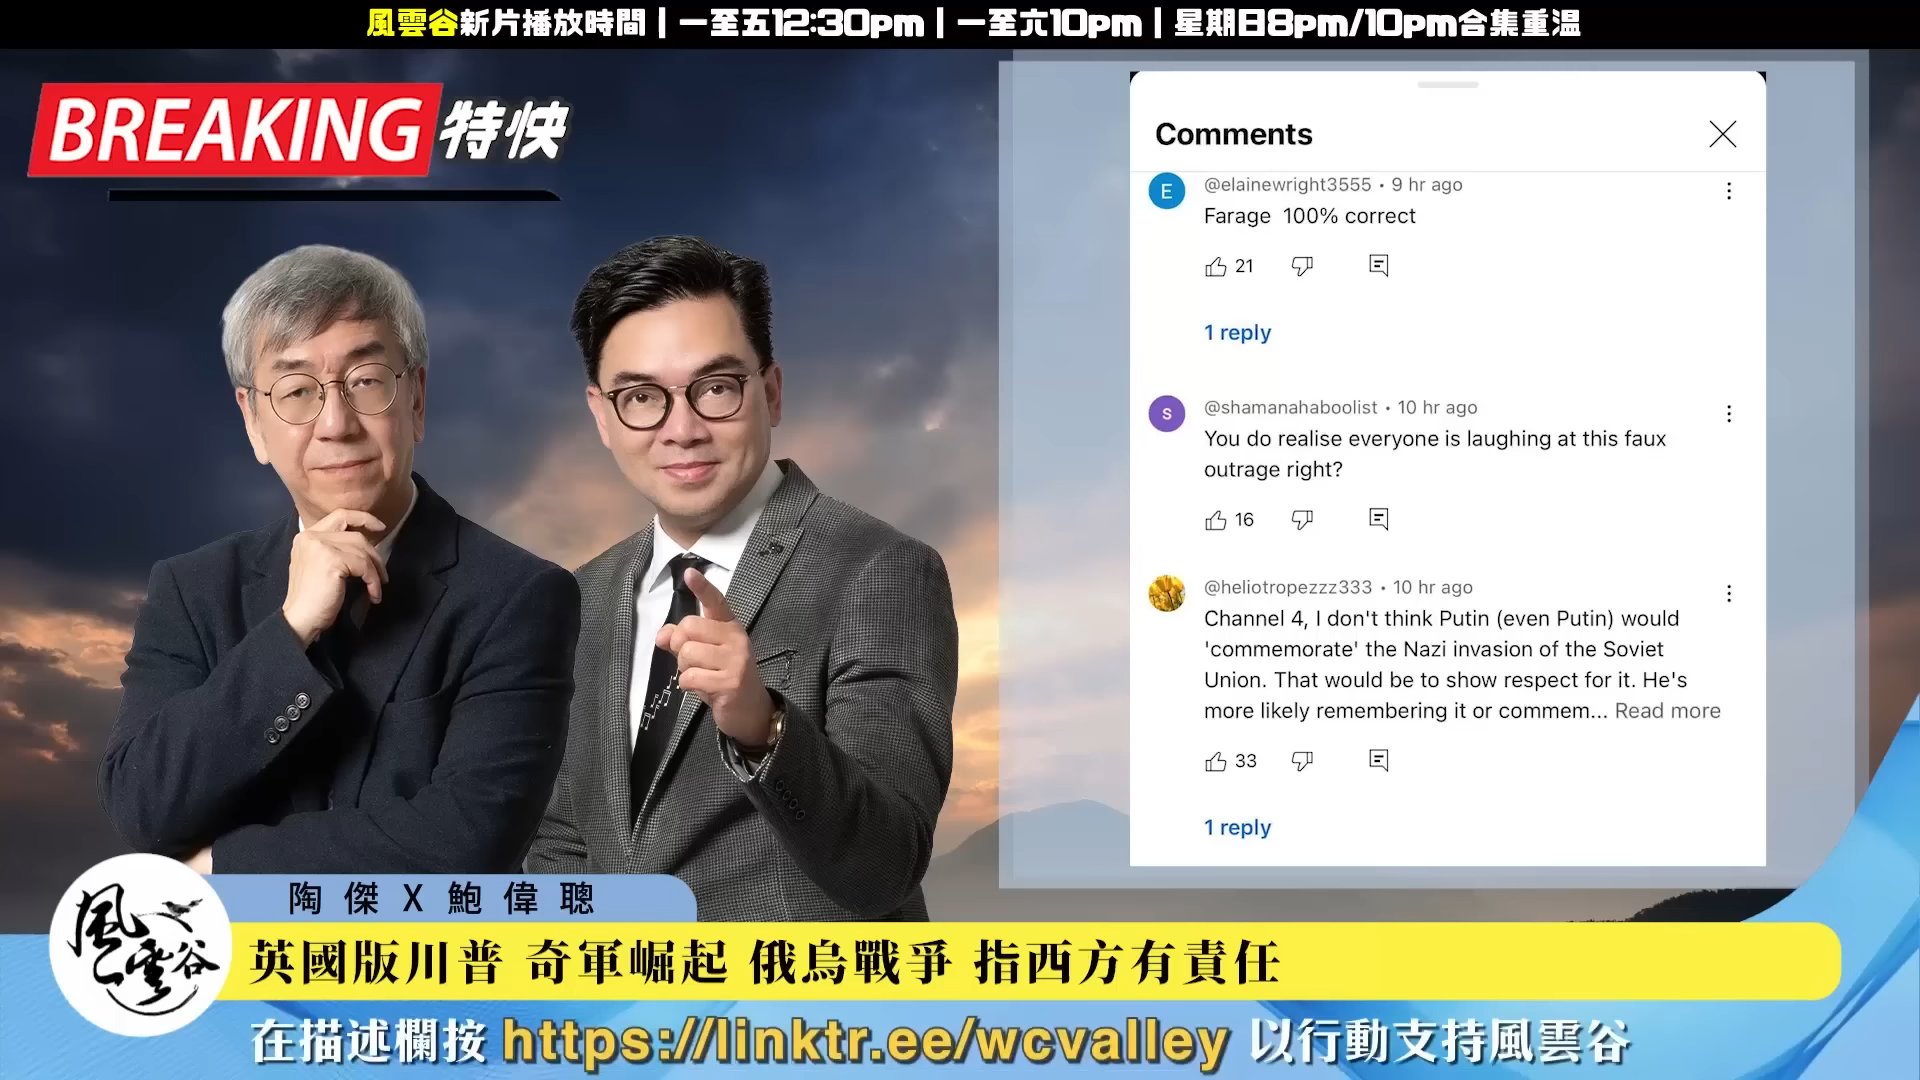 風雲谷新片播放時間 | 一至五12:30pm | 一至六10pm | 星期日8pm/10pm合集重溫
BREAKING 特快
Comments
E
@elainewright3555 • 9 hr ago
Farage 100% correct
21
1 reply
S
@shamanahaboolist • 10 hr ago
You do realise everyone is laughing at this faux
outrage right?
16
@heliotropezzz333 • 10 hr ago
Channel 4, I don't think Putin (even Putin) would
'commemorate' the Nazi invasion of the Soviet
Union. That would be to show respect for it. He's
more likely remembering it or commem... Read more
33
1 reply
陶傑 X 鮑偉聰
風雲谷
英國版川普 奇軍崛起 俄烏戰爭 指西方有責任
在描述欄按 https://linktr.ee/wcvalley 以行動支持風雲谷